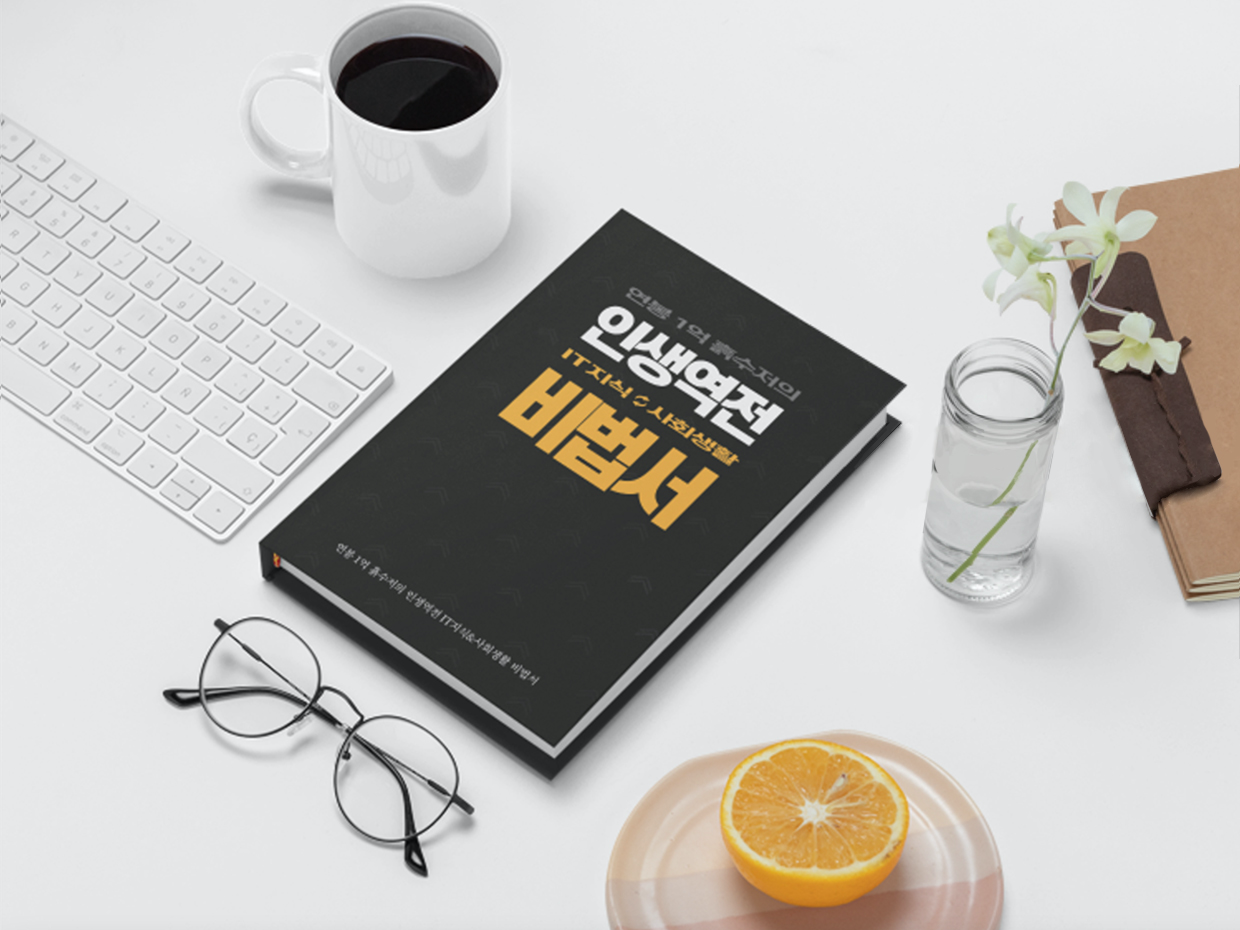 연봉 1억 흙수저의
인생역전
IT지식 & 사회생활
비법서
연봉 1억 흙수저의 인생역전 IT지식&사회생활 비법서
command
option